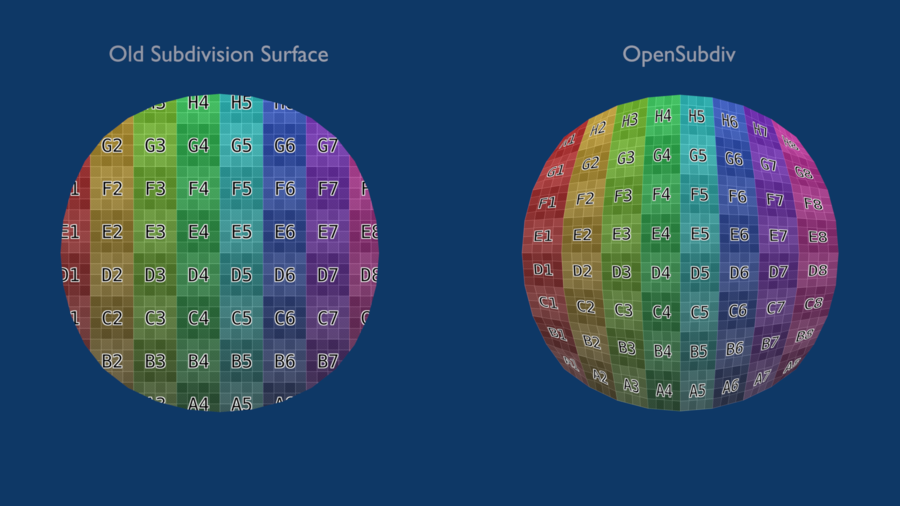 Old Subdivision Surface
OpenSubdiv
H4 H5
G2 G3 G4 G5 G6 G7
F2 F3 F4 F5 F6 F7
E1 E2 E3 E4 E5 E6 E7 E8
D1 D2 D3 D4 D5 D6 D7 D8
C2 C3 C4 C5 C6 C7
B2 B3 B4 B5 B6 B7
A4 A5
H2 H3 H4 H5 H6 H7
G1 G2 G3 G4 G5 G6 G7 G8
F1 F2 F3 F4 F5 F6 F7 F8
E1 E2 E3 E4 E5 E6 E7 E8
D1 D2 D3 D4 D5 D6 D7 D8
C1 C2 C3 C4 C5 C6 C7 C8
B1 B2 B3 B4 B5 B6 B7 B8
A2 A3 A4 A5 A6 A7